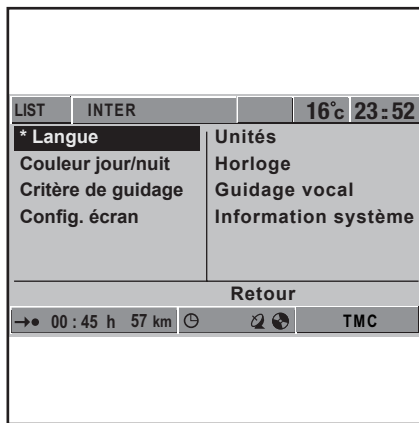 LIST INTER 16°c 23:52
* Langue
Couleur jour/nuit
Critère de guidage
Config. écran
Unités
Horloge
Guidage vocal
Information système
Retour
00 : 45 h 57 km TMC